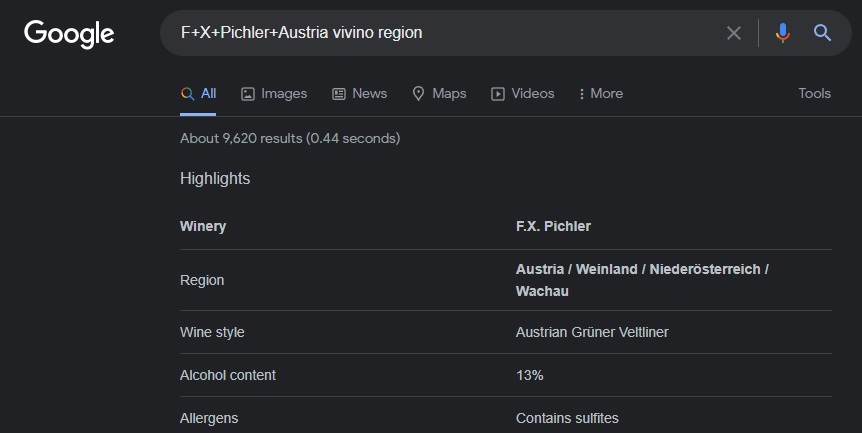 Google
F+X+Pichler+Austria vivino region
All Images News Maps Videos More Tools
About 9,620 results (0.44 seconds)
Highlights
Winery F.X. Pichler
Region Austria / Weinland / Niederösterreich /
Wachau
Wine style Austrian Grüner Veltliner
Alcohol content 13%
Allergens Contains sulfites